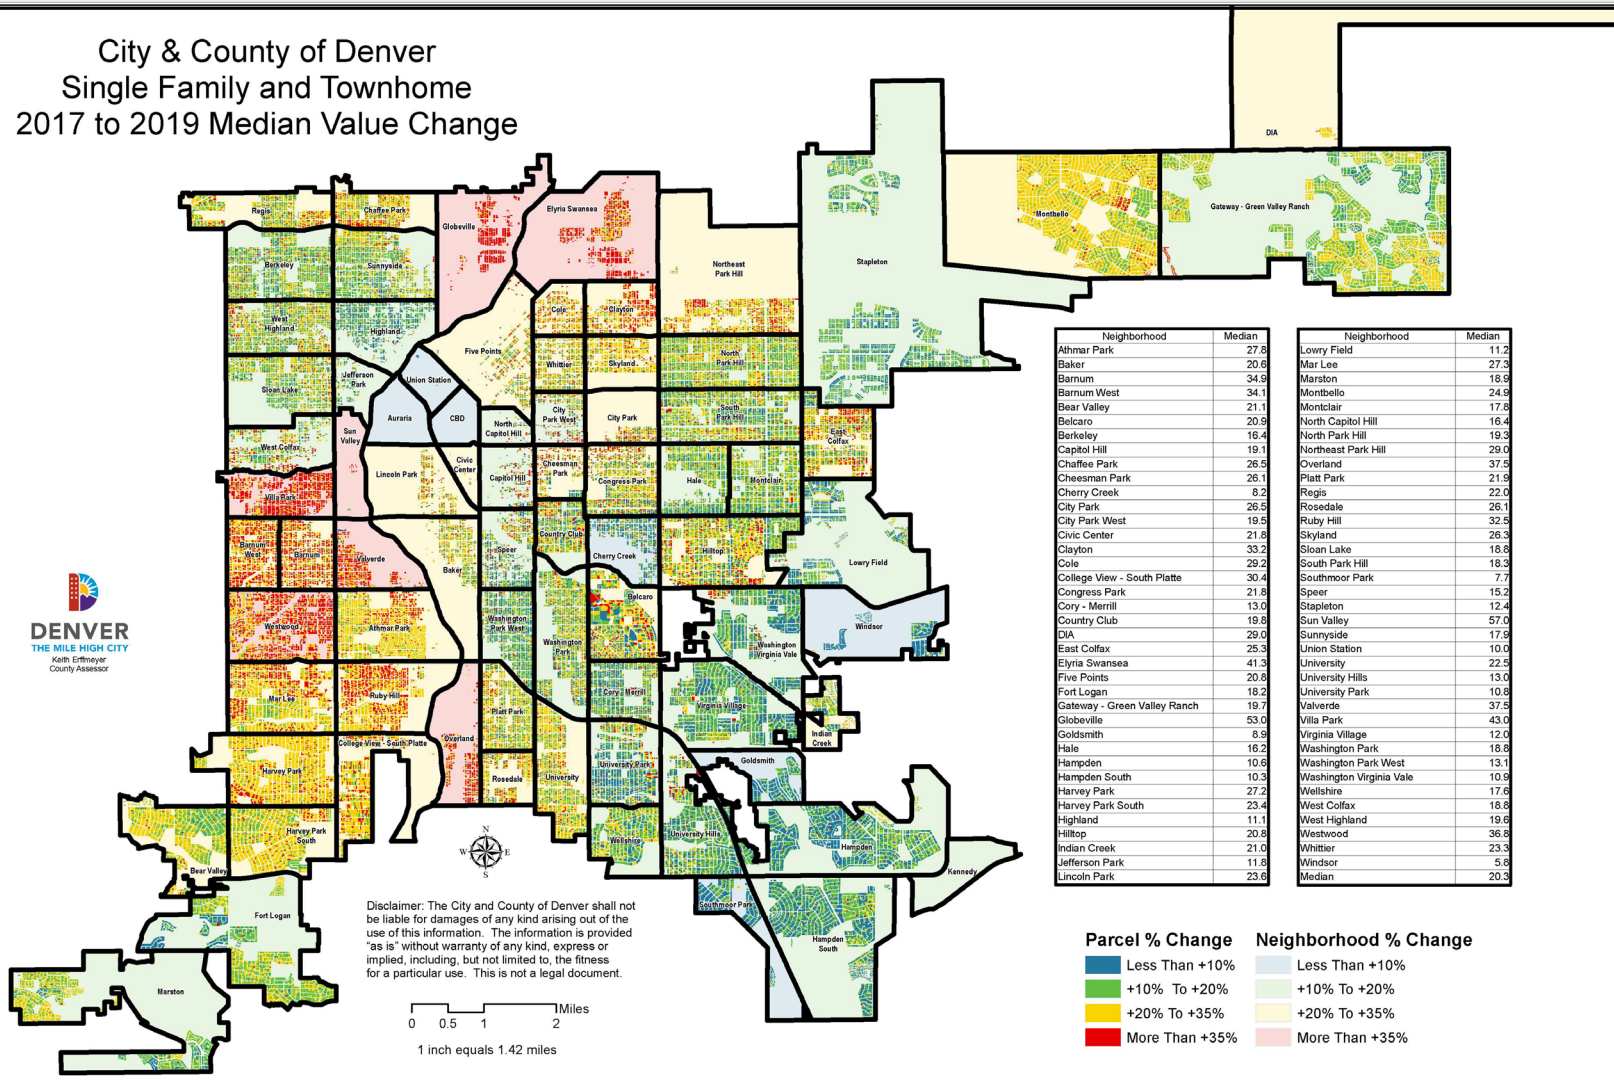 City & County of Denver
Single Family and Townhome
2017 to 2019 Median Value Change
DIA
Regis
Chaffee Park
Globeville
Elyria Swansea
Northeast
Park Hill
Stapleton
Montbello
Gateway - Green Valley Ranch
Berkeley
Sunnyside
West
Highland
Highland
Cole
Clayton
Five Points
Whittier
Skyland
North
Park Hill
Sloan Lake
Jefferson
Park
Union Station
Auraria
CBD
North
Capitol Hill
City
Park West
City Park
South
Park Hill
East
Colfax
West Colfax
Sun
Valley
Lincoln Park
Civic
Center
Capitol Hill
Cheesman
Park
Congress Park
Hale
Montclair
Villa Park
Barnum
West
Barnum
Valverde
Baker
Speer
Country Club
Cherry Creek
Hilltop
Lowry Field
Westwood
Athmar Park
Washington
Park West
Washington
Park
Belcaro
Washington
Virginia Vale
Windsor
Mar Lee
Ruby Hill
Overland
Platt Park
Cory - Merrill
Virginia Village
Indian
Creek
Harvey Park
College View - South Platte
Rosedale
University
University Park
Goldsmith
Harvey Park
South
Bear Valley
Wellshire
University Hills
Hampden
Kennedy
Fort Logan
Southmoor Park
Hampden
South
Marston
DENVER
THE MILE HIGH CITY
Keith Erffmeyer
County Assessor
N
W E
S
Disclaimer: The City and County of Denver shall not
be liable for damages of any kind arising out of the
use of this information. The information is provided
"as is" without warranty of any kind, express or
implied, including, but not limited to, the fitness
for a particular use. This is not a legal document.
Miles
0 0.5 1 2
1 inch equals 1.42 miles
Neighborhood Median
Athmar Park 27.8
Baker 20.6
Barnum 34.9
Barnum West 34.1
Bear Valley 21.1
Belcaro 20.9
Berkeley 16.4
Capitol Hill 19.1
Chaffee Park 26.5
Cheesman Park 26.1
Cherry Creek 8.2
City Park 26.5
City Park West 19.5
Civic Center 21.8
Clayton 33.2
Cole 29.2
College View - South Platte 30.4
Congress Park 21.8
Cory - Merrill 13.0
Country Club 19.8
DIA 29.0
East Colfax 25.3
Elyria Swansea 41.3
Five Points 20.8
Fort Logan 18.2
Gateway - Green Valley Ranch 19.7
Globeville 53.0
Goldsmith 8.9
Hale 16.2
Hampden 10.6
Hampden South 10.3
Harvey Park 27.2
Harvey Park South 23.4
Highland 11.1
Hilltop 20.8
Indian Creek 21.0
Jefferson Park 11.8
Lincoln Park 23.6
Neighborhood Median
Lowry Field 11.2
Mar Lee 27.3
Marston 18.9
Montbello 24.9
Montclair 17.8
North Capitol Hill 16.4
North Park Hill 19.3
Northeast Park Hill 29.0
Overland 37.5
Platt Park 21.9
Regis 22.0
Rosedale 26.1
Ruby Hill 32.5
Skyland 26.3
Sloan Lake 18.8
South Park Hill 18.3
Southmoor Park 7.7
Speer 15.2
Stapleton 12.4
Sun Valley 57.0
Sunnyside 17.9
Union Station 10.0
University 22.5
University Hills 13.0
University Park 10.8
Valverde 37.5
Villa Park 43.0
Virginia Village 12.0
Washington Park 18.8
Washington Park West 13.1
Washington Virginia Vale 10.9
Wellshire 17.6
West Colfax 18.8
West Highland 19.6
Westwood 36.8
Whittier 23.3
Windsor 5.8
Median 20.3
Parcel % Change Neighborhood % Change
Less Than +10% Less Than +10%
+10% To +20% +10% To +20%
+20% To +35% +20% To +35%
More Than +35% More Than +35%